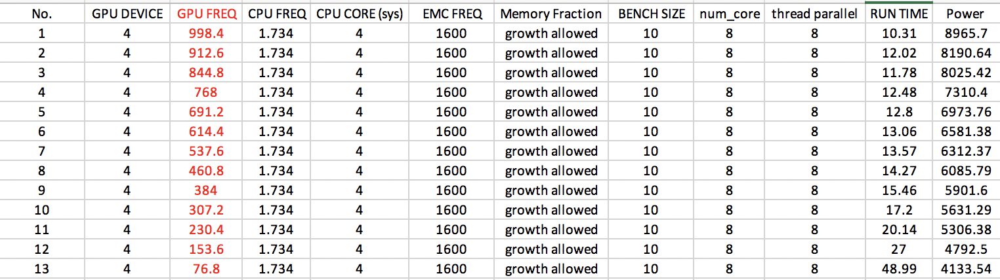 No. GPU DEVICE GPU FREQ CPU FREQ CPU CORE (sys) EMC FREQ Memory Fraction BENCH SIZE num_core thread parallel RUN TIME Power
1 4 998.4 1.734 4 1600 growth allowed 10 8 8 10.31 8965.7
2 4 912.6 1.734 4 1600 growth allowed 10 8 8 12.02 8190.64
3 4 844.8 1.734 4 1600 growth allowed 10 8 8 11.78 8025.42
4 4 768 1.734 4 1600 growth allowed 10 8 8 12.48 7310.4
5 4 691.2 1.734 4 1600 growth allowed 10 8 8 12.8 6973.76
6 4 614.4 1.734 4 1600 growth allowed 10 8 8 13.06 6581.38
7 4 537.6 1.734 4 1600 growth allowed 10 8 8 13.57 6312.37
8 4 460.8 1.734 4 1600 growth allowed 10 8 8 14.27 6085.79
9 4 384 1.734 4 1600 growth allowed 10 8 8 15.46 5901.6
10 4 307.2 1.734 4 1600 growth allowed 10 8 8 17.2 5631.29
11 4 230.4 1.734 4 1600 growth allowed 10 8 8 20.14 5306.38
12 4 153.6 1.734 4 1600 growth allowed 10 8 8 27 4792.5
13 4 76.8 1.734 4 1600 growth allowed 10 8 8 48.99 4133.54